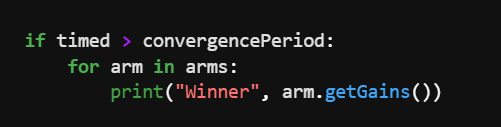 if timed > convergencePeriod:
    for arm in arms:
        print("Winner", arm.getGains())